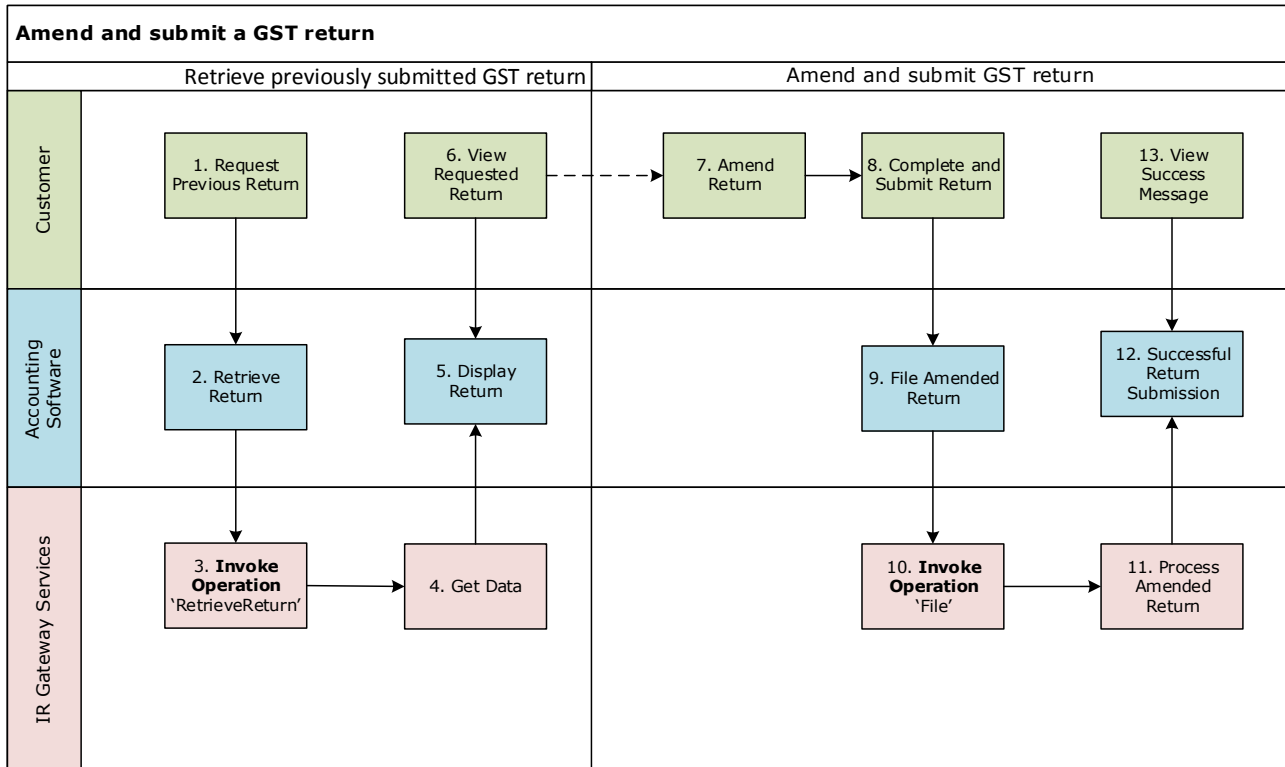 Amend and submit a GST return
Retrieve previously submitted GST return
Amend and submit GST return
Customer
1. Request
Previous Return
6. View
Requested
Return
7. Amend
Return
8. Complete and
Submit Return
13. View
Success
Message
Accounting
Software
2. Retrieve
Return
5. Display
Return
9. File Amended
Return
12. Successful
Return
Submission
IR Gateway Services
3. Invoke
Operation
‘RetrieveReturn’
4. Get Data
10. Invoke
Operation
‘File’
11. Process
Amended
Return